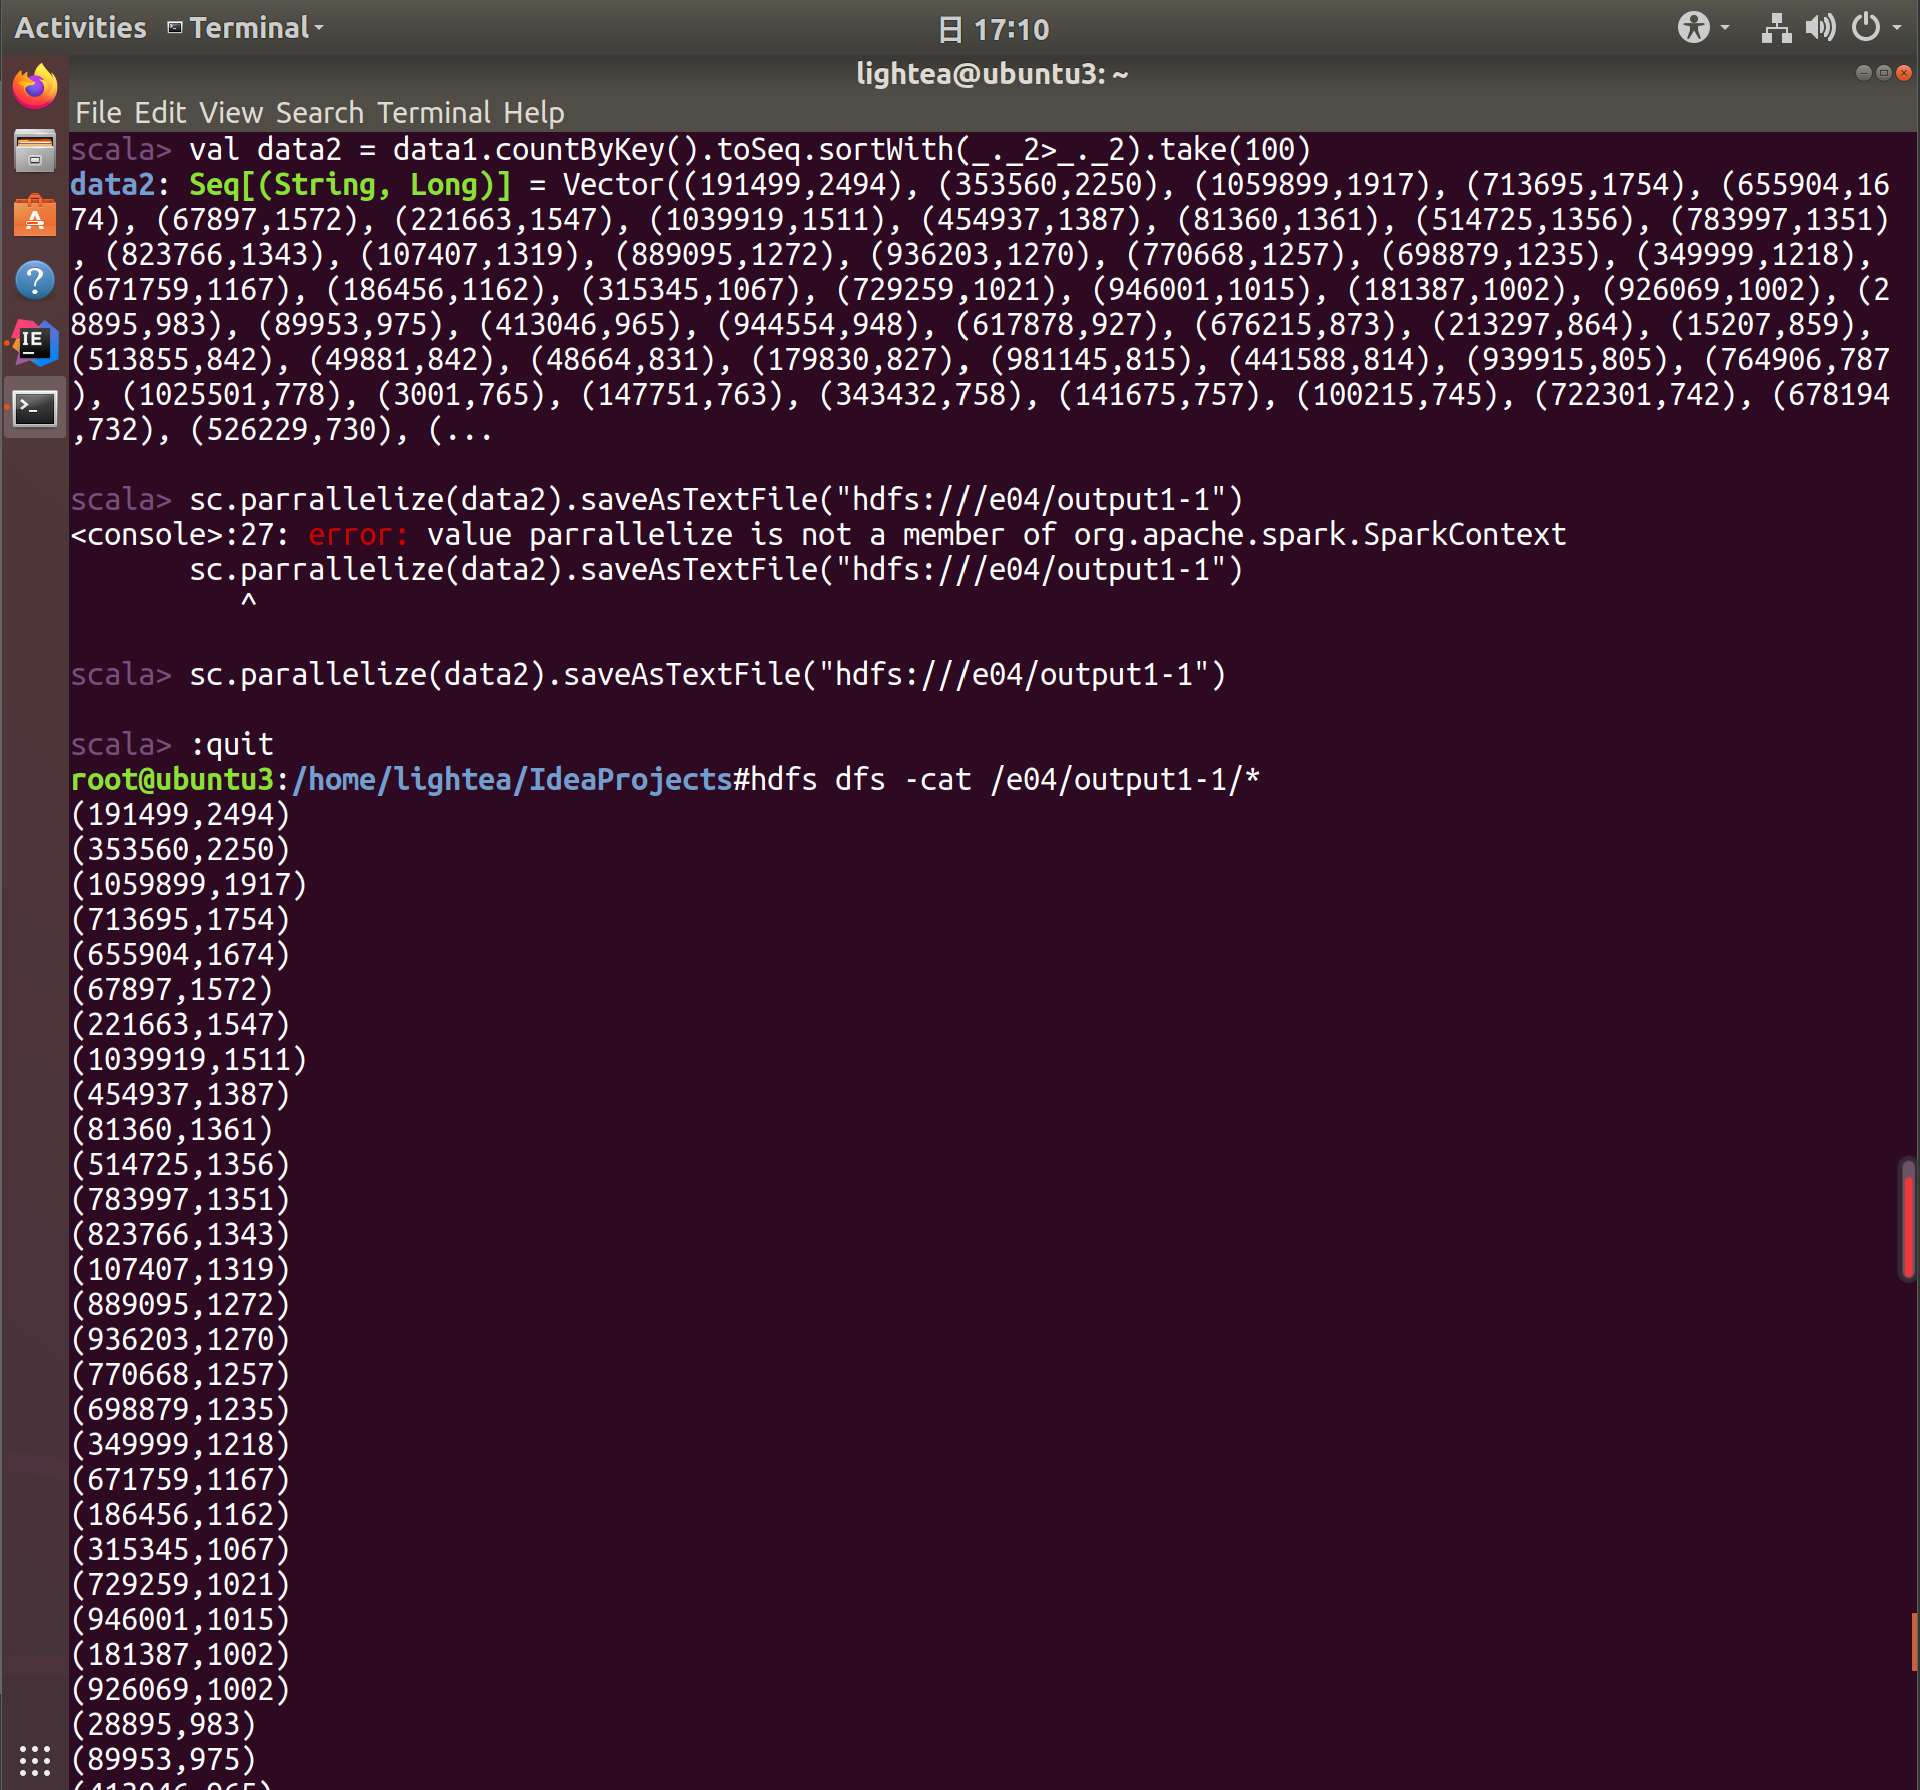 Activities Terminal 日 17:10
lightea@ubuntu3: ~
File Edit View Search Terminal Help
scala> val data2 = data1.countByKey().toSeq.sortWith(_._2>_._2).take(100)
data2: Seq[(String, Long)] = Vector((191499,2494), (353560,2250), (1059899,1917), (713695,1754), (655904,16
74), (67897,1572), (221663,1547), (1039919,1511), (454937,1387), (81360,1361), (514725,1356), (783997,1351)
, (823766,1343), (107407,1319), (889095,1272), (936203,1270), (770668,1257), (698879,1235), (349999,1218),
(671759,1167), (186456,1162), (315345,1067), (729259,1021), (946001,1015), (181387,1002), (926069,1002), (2
8895,983), (89953,975), (413046,965), (944554,948), (617878,927), (676215,873), (213297,864), (15207,859),
(513855,842), (49881,842), (48664,831), (179830,827), (981145,815), (441588,814), (939915,805), (764906,787
), (1025501,778), (3001,765), (147751,763), (343432,758), (141675,757), (100215,745), (722301,742), (678194
,732), (526229,730), (...
scala> sc.parrallelize(data2).saveAsTextFile("hdfs:///e04/output1-1")
<console>:27: error: value parrallelize is not a member of org.apache.spark.SparkContext
sc.parrallelize(data2).saveAsTextFile("hdfs:///e04/output1-1")
^
scala> sc.parallelize(data2).saveAsTextFile("hdfs:///e04/output1-1")
scala> :quit
root@ubuntu3:/home/lightea/IdeaProjects#hdfs dfs -cat /e04/output1-1/*
(191499,2494)
(353560,2250)
(1059899,1917)
(713695,1754)
(655904,1674)
(67897,1572)
(221663,1547)
(1039919,1511)
(454937,1387)
(81360,1361)
(514725,1356)
(783997,1351)
(823766,1343)
(107407,1319)
(889095,1272)
(936203,1270)
(770668,1257)
(698879,1235)
(349999,1218)
(671759,1167)
(186456,1162)
(315345,1067)
(729259,1021)
(946001,1015)
(181387,1002)
(926069,1002)
(28895,983)
(89953,975)
(413046,965)